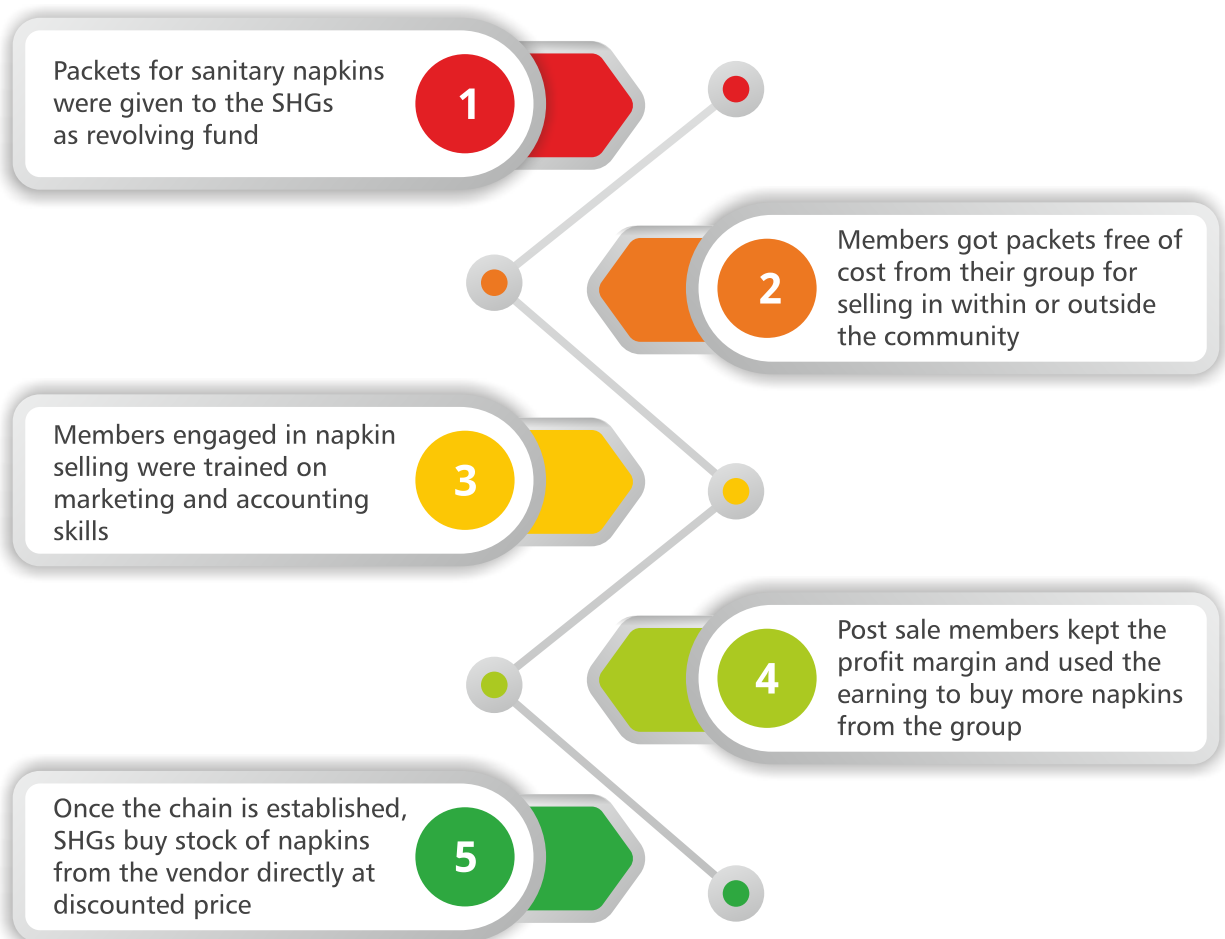 Packets for sanitary napkins
were given to the SHGs
as revolving fund
1
2
Members got packets free of
cost from their group for
selling in within or outside
the community
Members engaged in napkin
selling were trained on
marketing and accounting
skills
3
4
Post sale members kept the
profit margin and used the
earning to buy more napkins
from the group
Once the chain is established,
SHGs buy stock of napkins
from the vendor directly at
discounted price
5